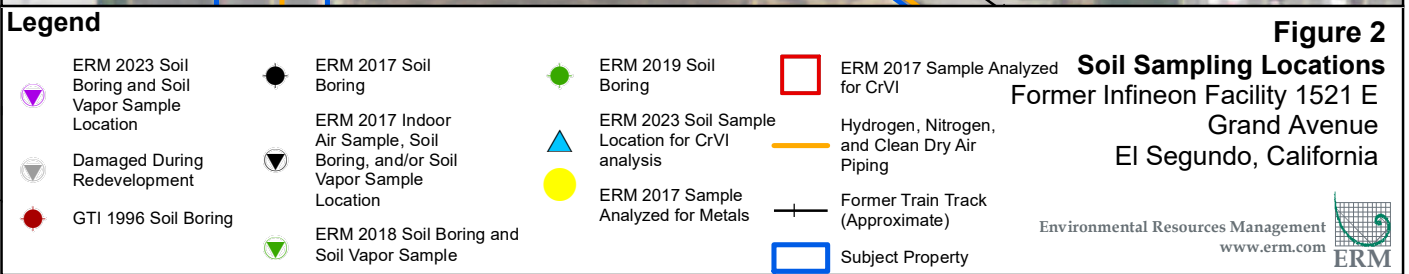 Legend
ERM 2023 Soil
Boring and Soil
Vapor Sample
Location
Damaged During
Redevelopment
GTI 1996 Soil Boring
ERM 2017 Soil
Boring
ERM 2017 Indoor
Air Sample, Soil
Boring, and/or Soil
Vapor Sample
Location
ERM 2018 Soil Boring and
Soil Vapor Sample
ERM 2019 Soil
Boring
ERM 2023 Soil Sample
Location for CrVI
analysis
ERM 2017 Sample
Analyzed for Metals
ERM 2017 Sample Analyzed
for CrVI
Hydrogen, Nitrogen,
and Clean Dry Air
Piping
Former Train Track
(Approximate)
Subject Property
Figure 2
Soil Sampling Locations
Former Infineon Facility 1521 E
Grand Avenue
El Segundo, California
Environmental Resources Management
www.erm.com
ERM